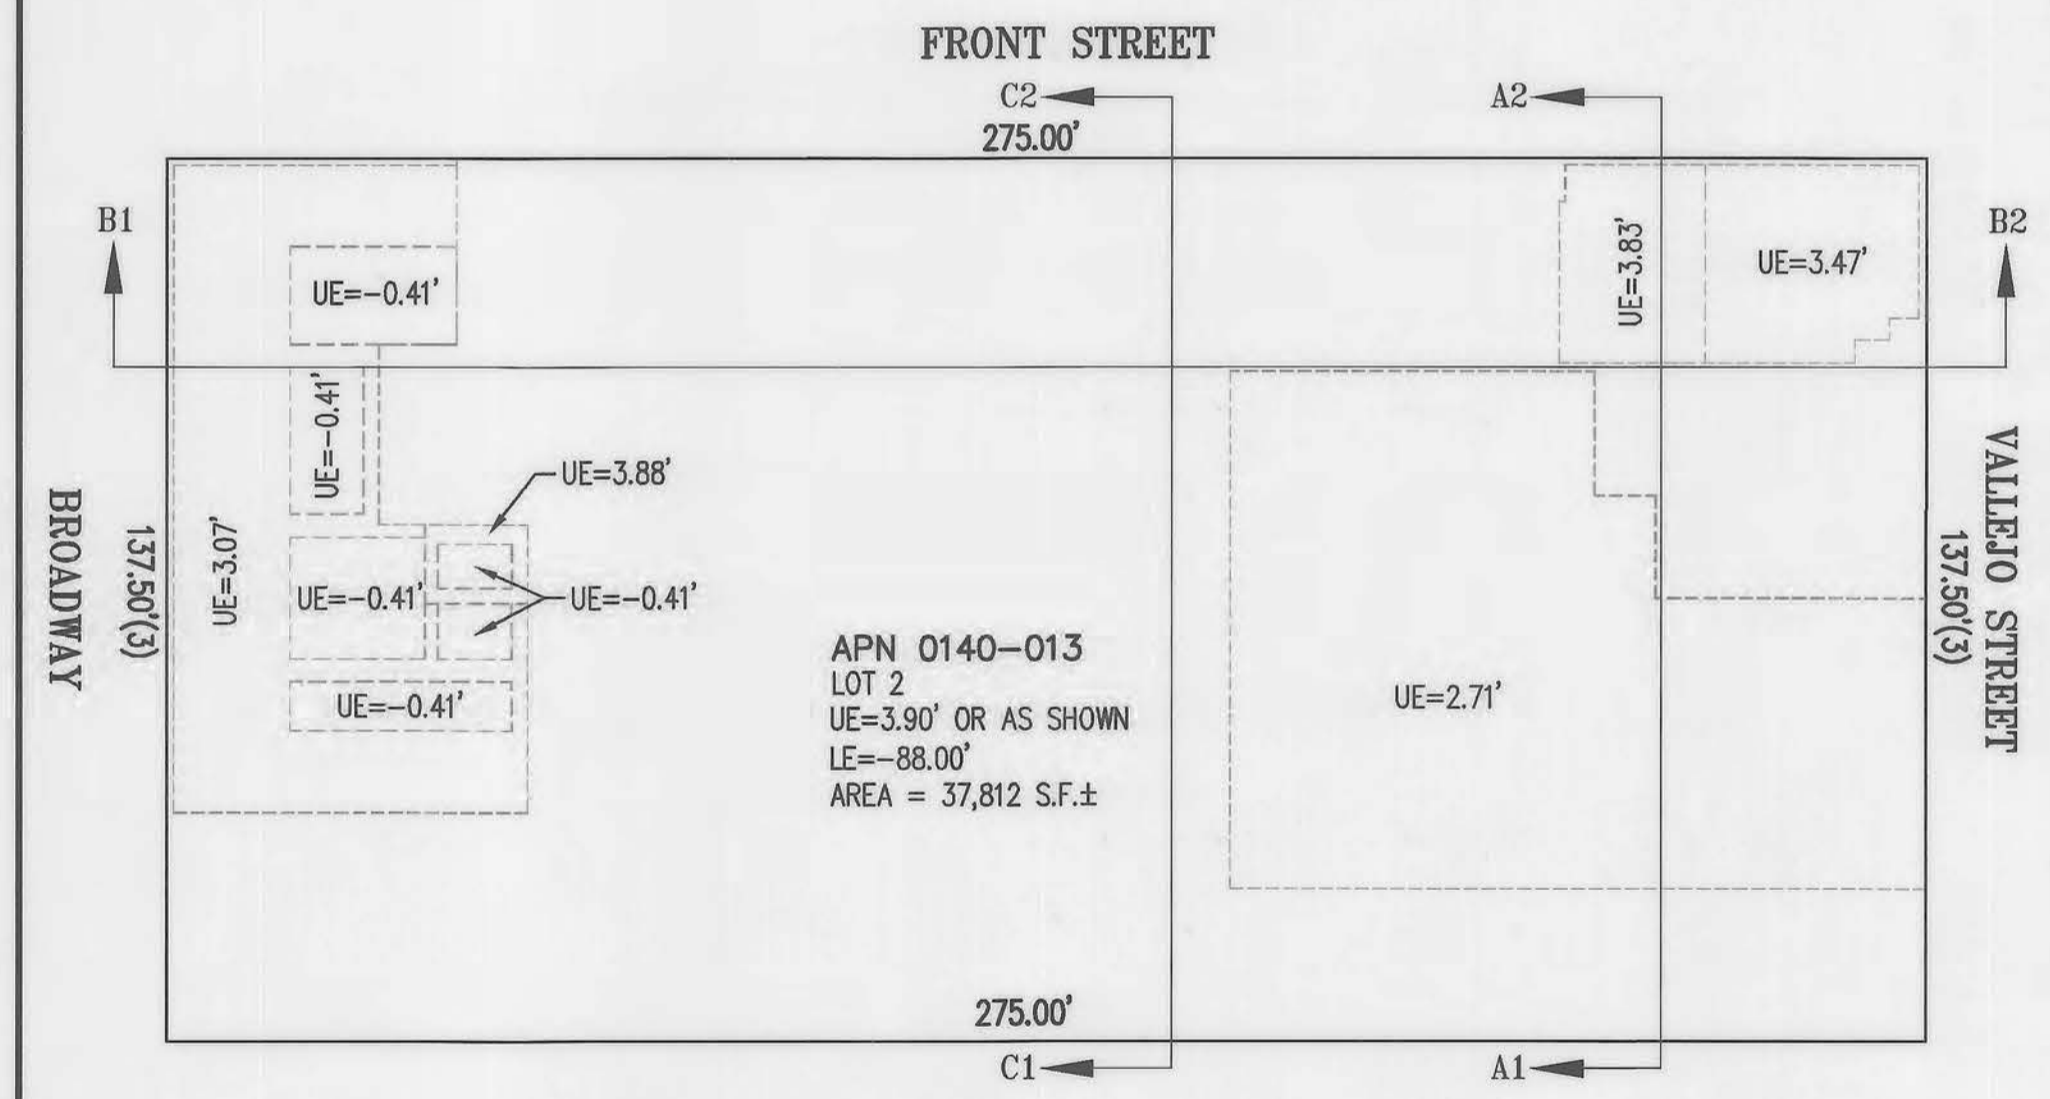 FRONT STREET
C2
A2
275.00'
B1
B2
UE=-0.41'
UE=3.83'
UE=3.47'
UE=-0.41'
UE=3.88'
BROADWAY
137.50'(3)
UE=3.07'
UE=-0.41'
UE=-0.41'
UE=-0.41'
APN 0140-013
LOT 2
UE=3.90' OR AS SHOWN
LE=-88.00'
AREA = 37,812 S.F.±
UE=2.71'
137.50'(3)
VALLEJO STREET
275.00'
C1
A1